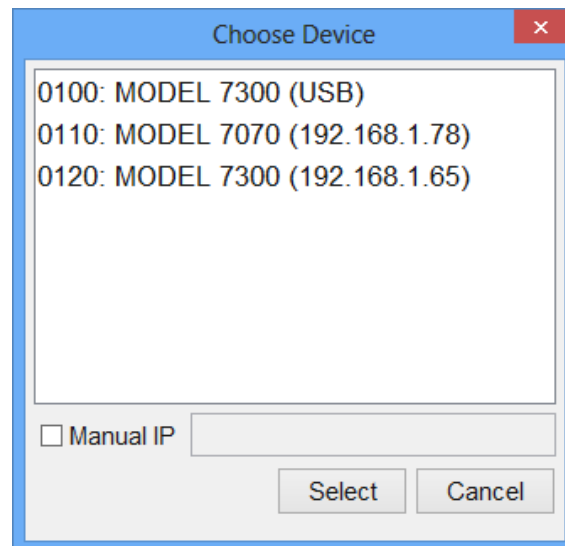 Choose Device
0100: MODEL 7300 (USB)
0110: MODEL 7070 (192.168.1.78)
0120: MODEL 7300 (192.168.1.65)
Manual IP
Select Cancel